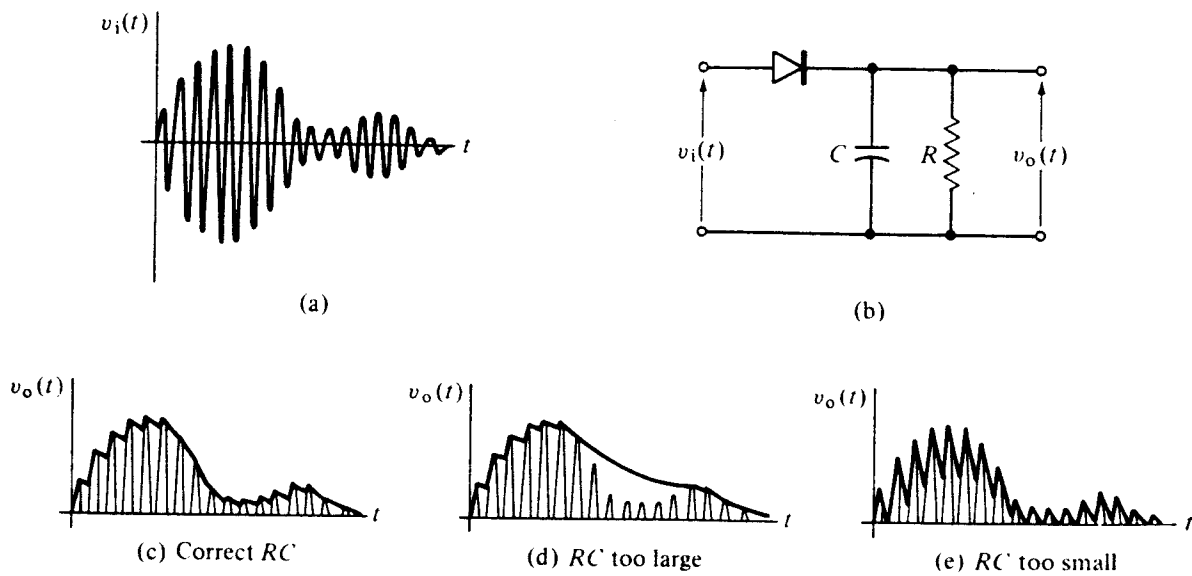 v_i(t)
t
(a)
v_i(t)
C
R
v_o(t)
(b)
v_o(t)
t
(c) Correct RC
v_o(t)
t
(d) RC too large
v_o(t)
t
(e) RC too small